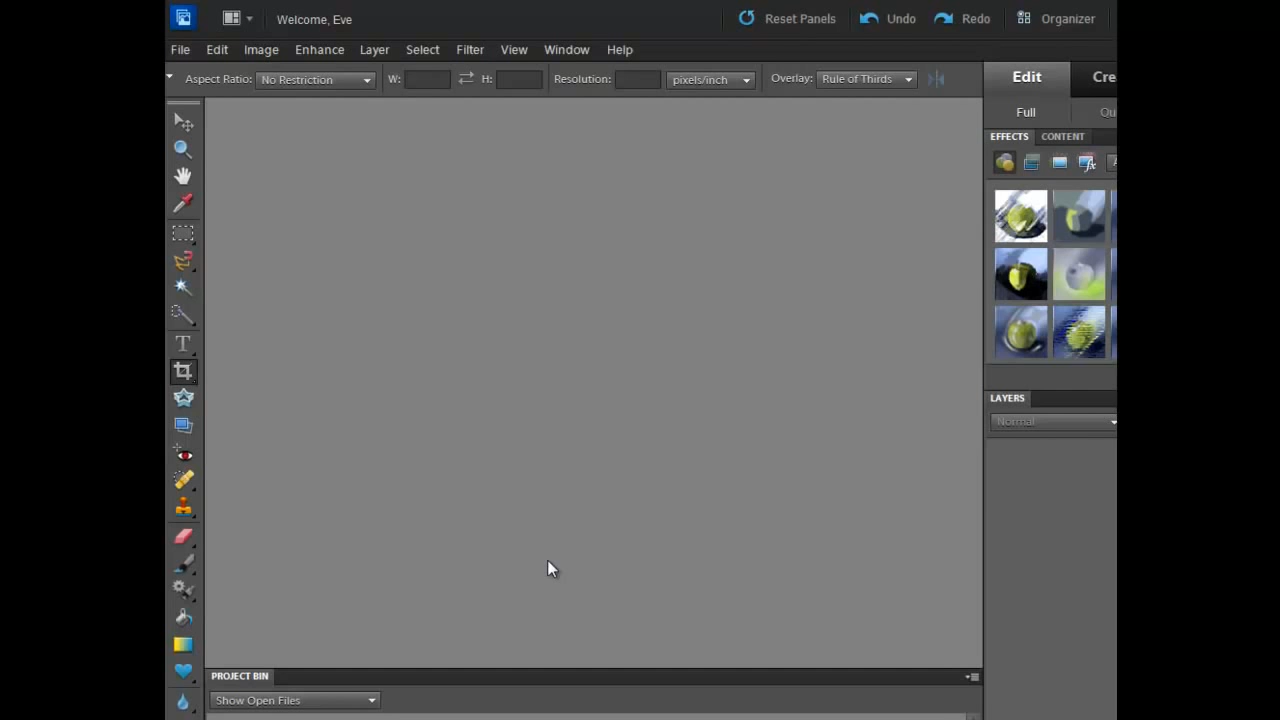 Welcome, Eve
Reset Panels
Undo
Redo
Organizer
File Edit Image Enhance Layer Select Filter View Window Help
Aspect Ratio: No Restriction W: H: Resolution: pixels/inch Overlay: Rule of Thirds
Edit
Cre
Full
Qu
EFFECTS CONTENT
LAYERS
Normal
PROJECT BIN
Show Open Files